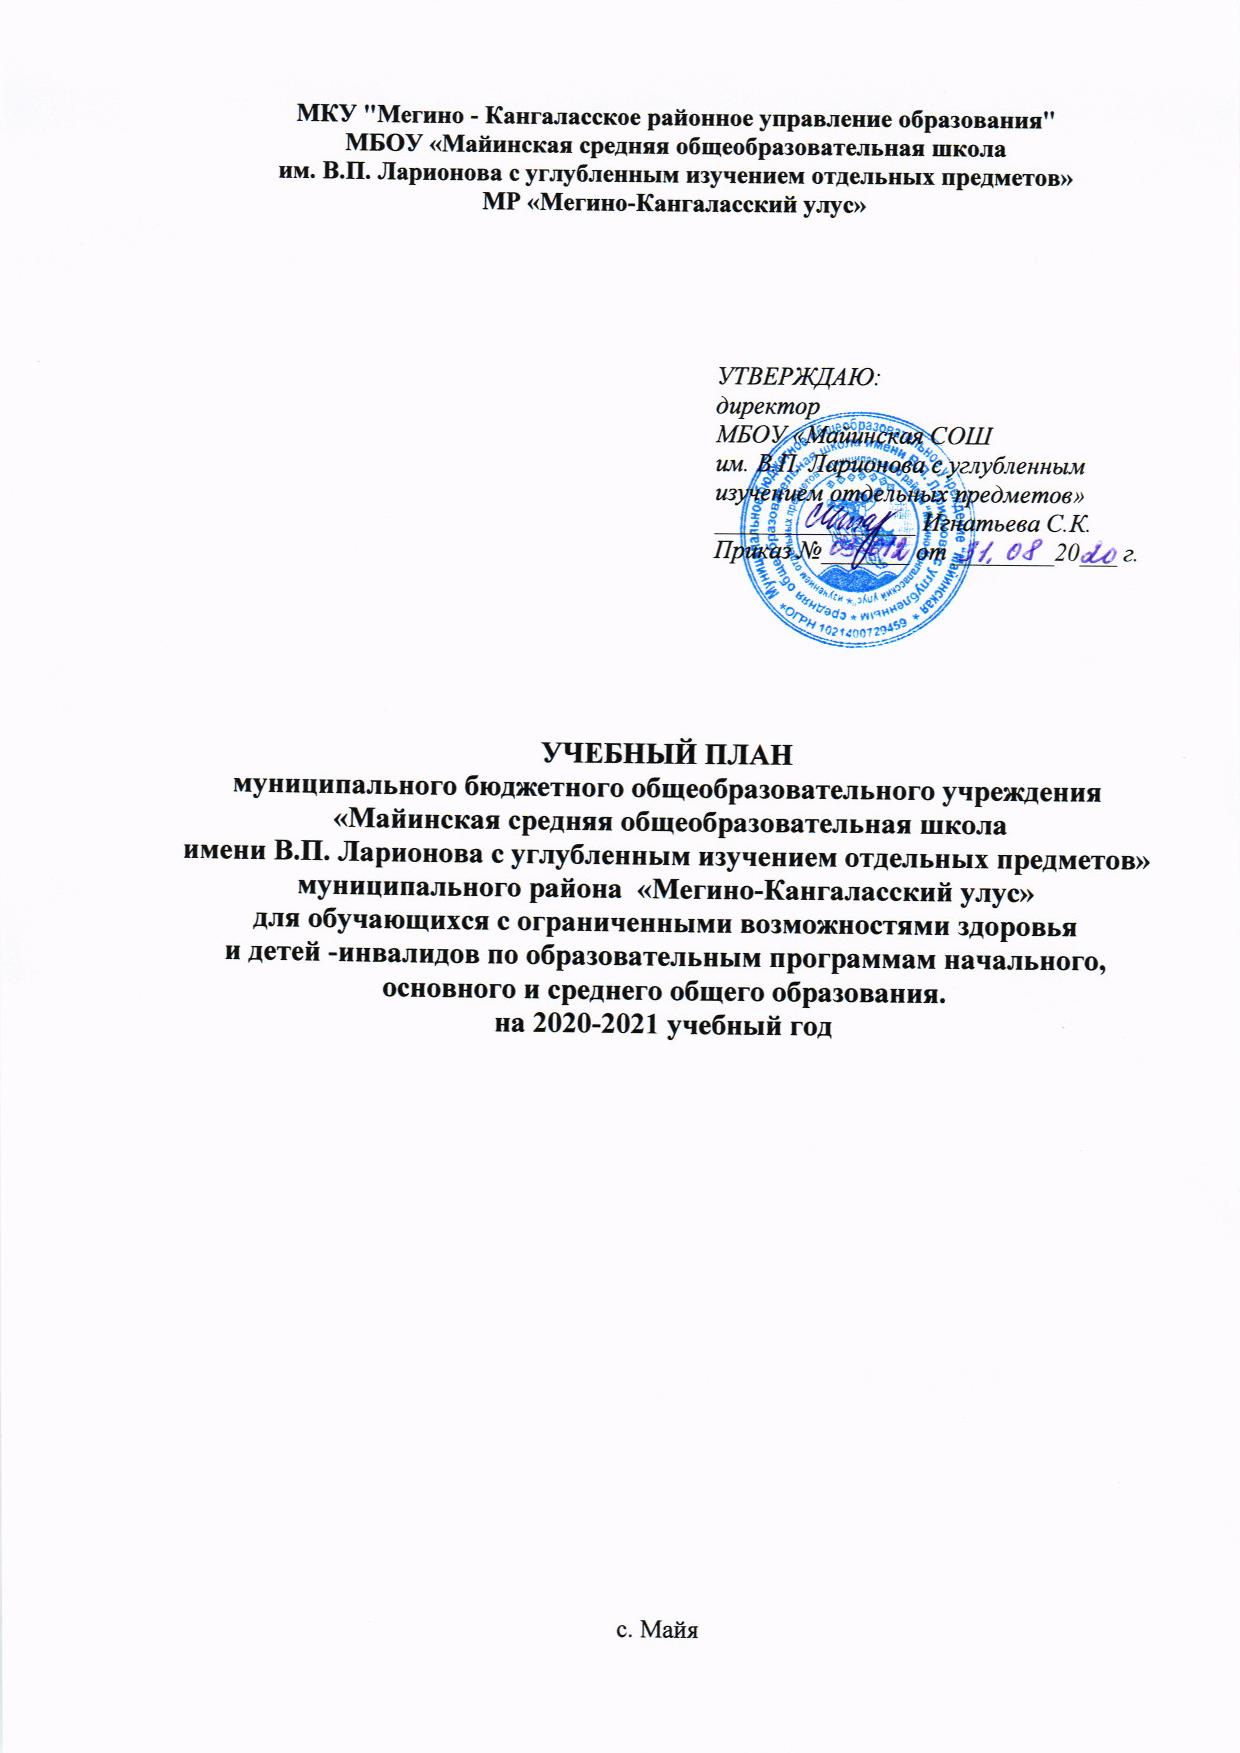 МКУ "Мегино - Кангаласское районное управление образования"
МБОУ «Майинская средняя общеобразовательная школа
им. В.П. Ларионова с углубленным изучением отдельных предметов»
МР «Мегино-Кангаласский улус»
УТВЕРЖДАЮ:
директор
МБОУ «Майинская СОШ
им. В.П. Ларионова с углубленным
изучением отдельных предметов»
Игнатьева С.К.
Приказ № от 31.08 2020 г.
ОГРН 1021400729459
УЧЕБНЫЙ ПЛАН
муниципального бюджетного общеобразовательного учреждения
«Майинская средняя общеобразовательная школа
имени В.П. Ларионова с углубленным изучением отдельных предметов»
муниципального района «Мегино-Кангаласский улус»
для обучающихся с ограниченными возможностями здоровья
и детей -инвалидов по образовательным программам начального,
основного и среднего общего образования.
на 2020-2021 учебный год
с. Майя